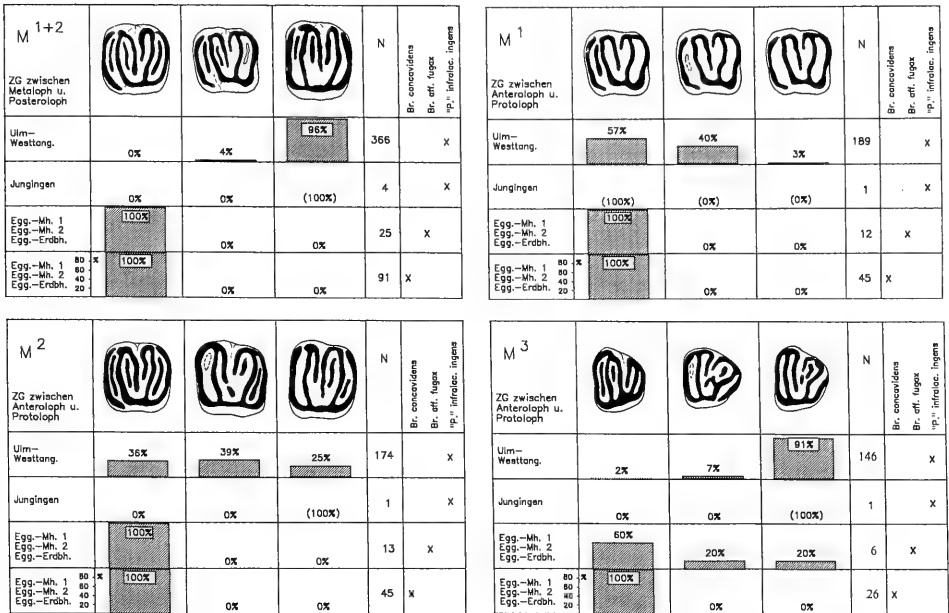 M 1+2
N
Br. concavidens
Br. aff. fugax
"P." infralac. ingens
ZG zwischen
Metaloph u.
Posteroloph
Ulm–
Westtang.
0%
4%
96%
366
x
Jungingen
0%
0%
(100%)
4
x
Egg.–Mh. 1
Egg.–Mh. 2
Egg.–Erdbh.
100%
0%
0%
25
x
Egg.–Mh. 1
Egg.–Mh. 2
Egg.–Erdbh.
80 %
60
40
20
100%
0%
0%
91
x
M 1
N
Br. concavidens
Br. aff. fugax
"P." infralac. ingens
ZG zwischen
Anteroloph u.
Protoloph
Ulm–
Westtang.
57%
40%
3%
189
x
Jungingen
(100%)
(0%)
(0%)
1
x
Egg.–Mh. 1
Egg.–Mh. 2
Egg.–Erdbh.
100%
0%
0%
12
x
Egg.–Mh. 1
Egg.–Mh. 2
Egg.–Erdbh.
80 %
60
40
20
100%
0%
0%
45
x
M 2
N
Br. concavidens
Br. aff. fugax
"P." infralac. ingens
ZG zwischen
Anteroloph u.
Protoloph
Ulm–
Westtang.
36%
39%
25%
174
x
Jungingen
0%
0%
(100%)
1
x
Egg.–Mh. 1
Egg.–Mh. 2
Egg.–Erdbh.
100%
0%
0%
13
x
Egg.–Mh. 1
Egg.–Mh. 2
Egg.–Erdbh.
80 %
60
40
20
100%
0%
0%
45
x
M 3
N
Br. concavidens
Br. aff. fugax
"P." infralac. ingens
ZG zwischen
Anteroloph u.
Protoloph
Ulm–
Westtang.
2%
7%
91%
146
x
Jungingen
0%
0%
(100%)
1
x
Egg.–Mh. 1
Egg.–Mh. 2
Egg.–Erdbh.
60%
20%
20%
6
x
Egg.–Mh. 1
Egg.–Mh. 2
Egg.–Erdbh.
80 %
60
40
20
100%
0%
0%
26
x